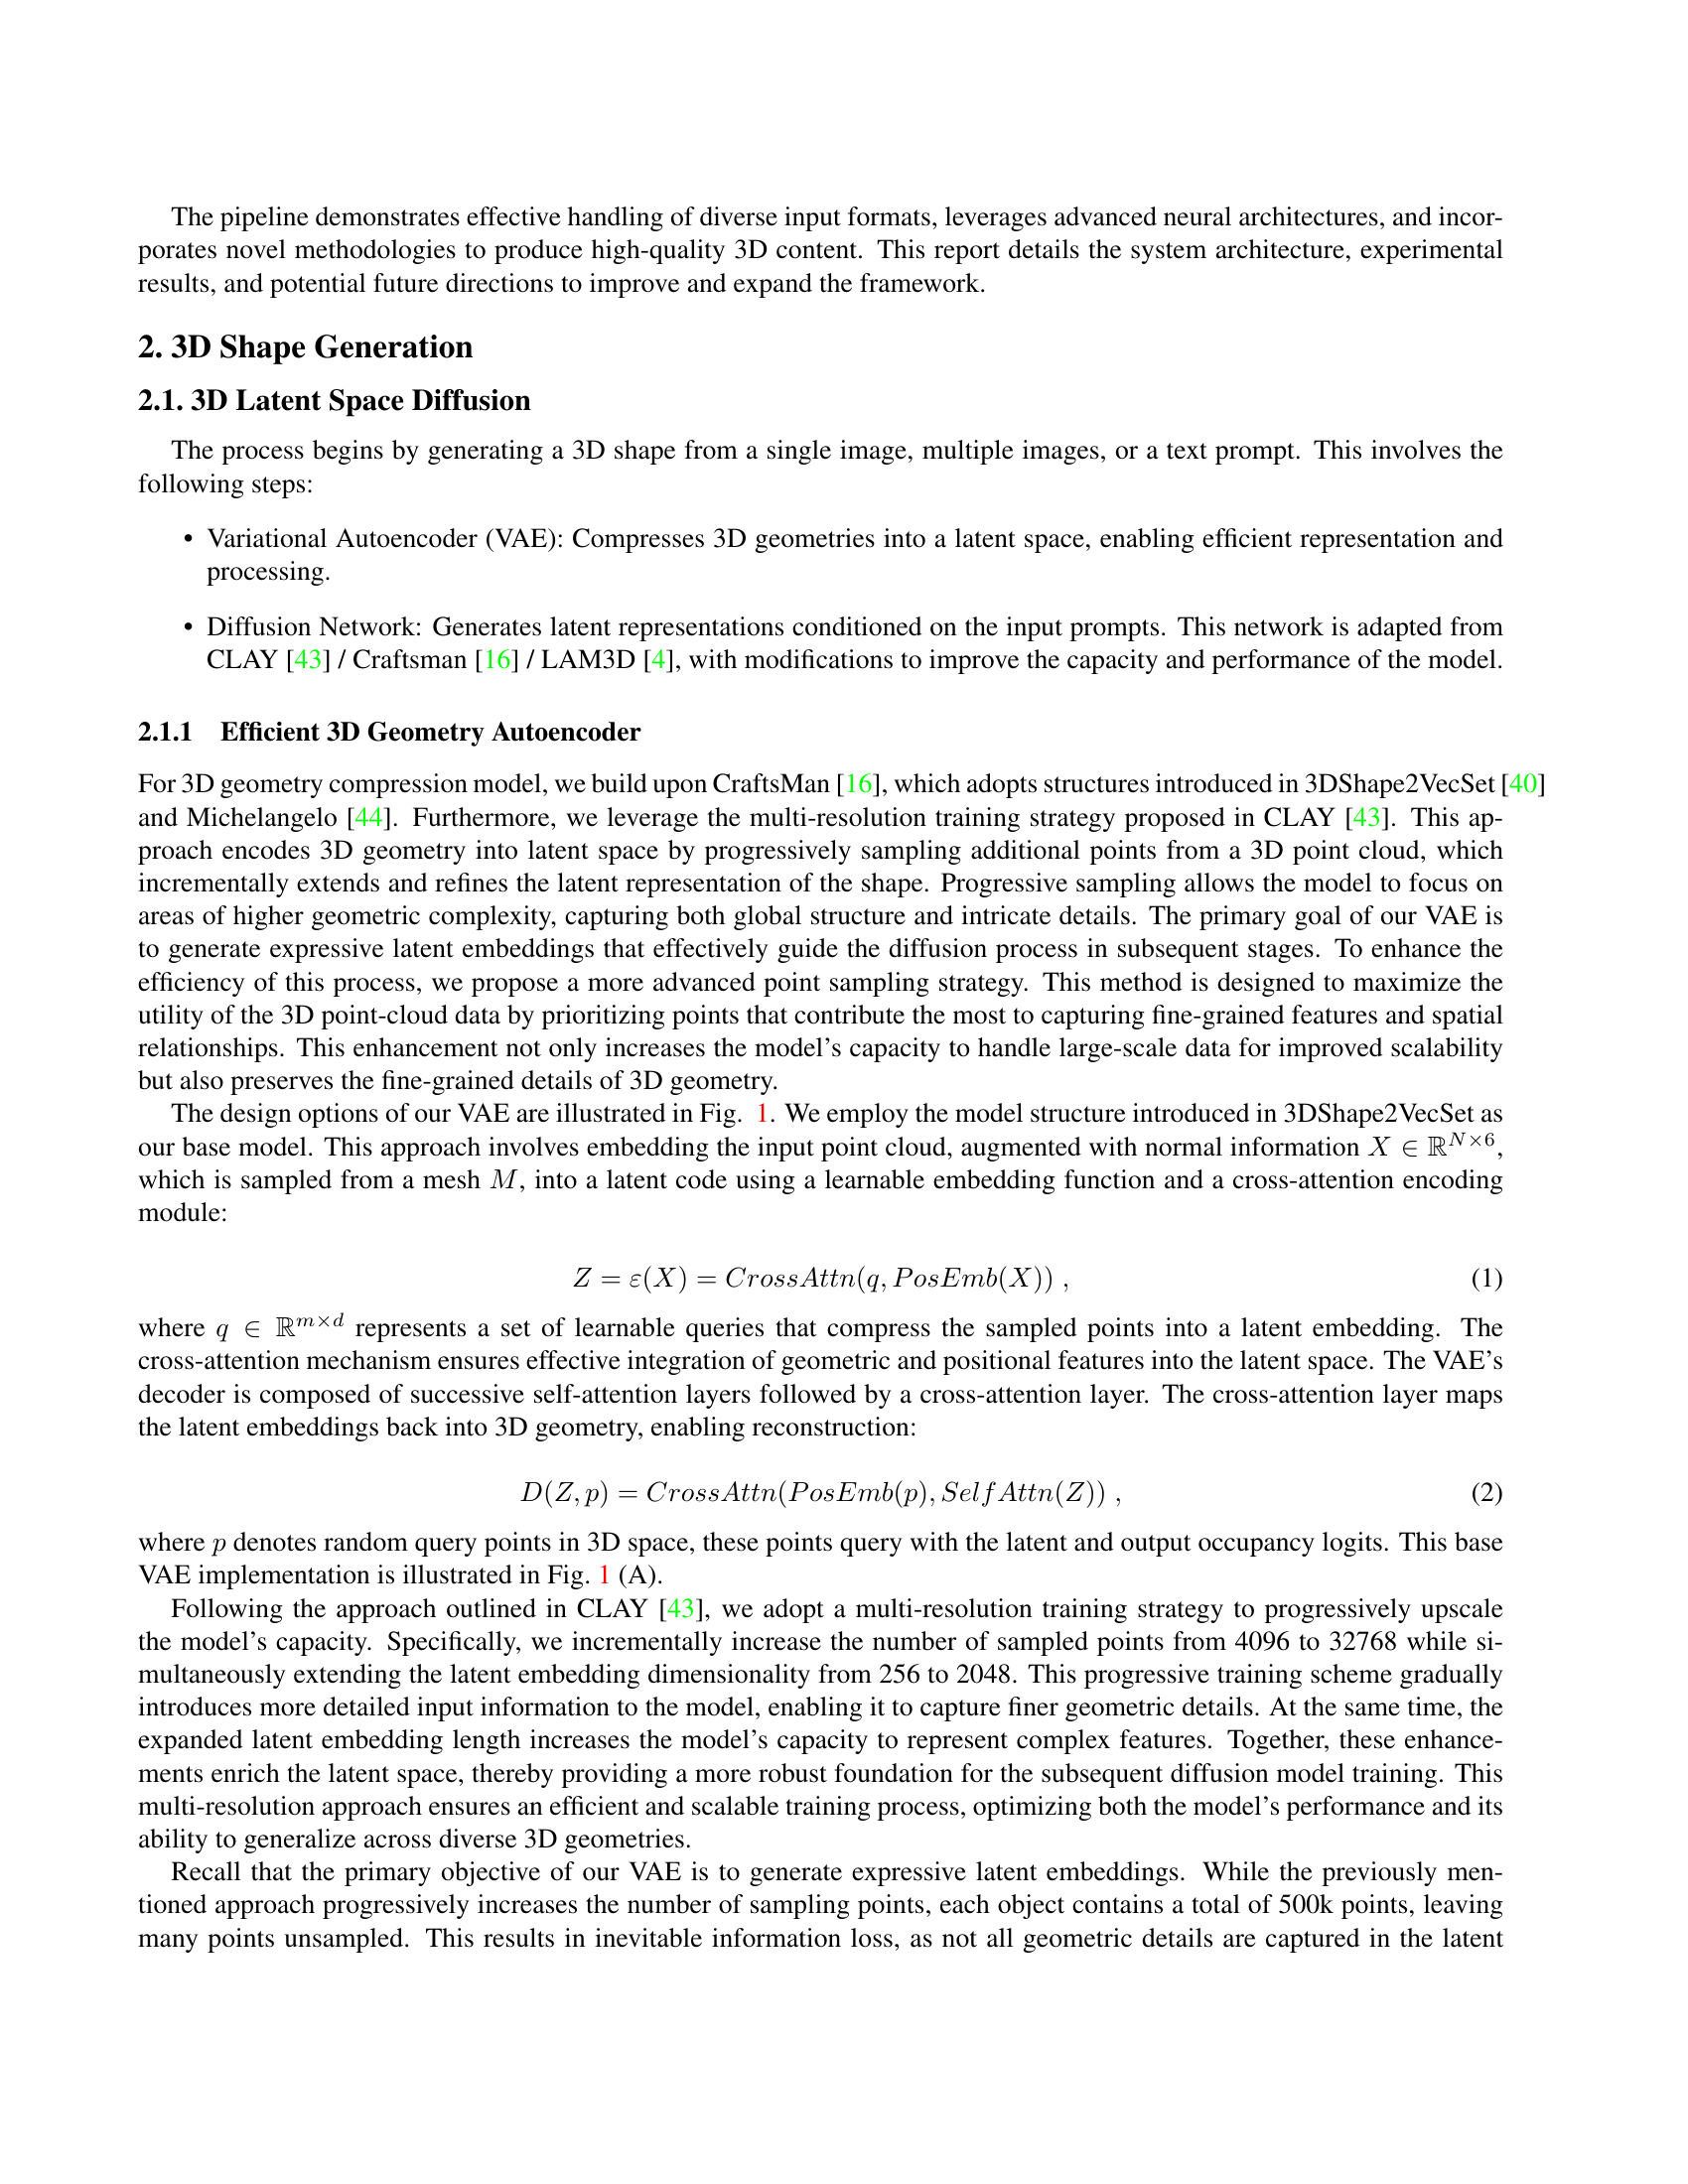 The pipeline demonstrates effective handling of diverse input formats, leverages advanced neural architectures, and incor-
porates novel methodologies to produce high-quality 3D content. This report details the system architecture, experimental
results, and potential future directions to improve and expand the framework.
2. 3D Shape Generation
2.1. 3D Latent Space Diffusion
The process begins by generating a 3D shape from a single image, multiple images, or a text prompt. This involves the
following steps:
• Variational Autoencoder (VAE): Compresses 3D geometries into a latent space, enabling efficient representation and
processing.
• Diffusion Network: Generates latent representations conditioned on the input prompts. This network is adapted from
CLAY [43] / Craftsman [16] / LAM3D [4], with modifications to improve the capacity and performance of the model.
2.1.1 Efficient 3D Geometry Autoencoder
For 3D geometry compression model, we build upon CraftsMan [16], which adopts structures introduced in 3DShape2VecSet [40]
and Michelangelo [44]. Furthermore, we leverage the multi-resolution training strategy proposed in CLAY [43]. This ap-
proach encodes 3D geometry into latent space by progressively sampling additional points from a 3D point cloud, which
incrementally extends and refines the latent representation of the shape. Progressive sampling allows the model to focus on
areas of higher geometric complexity, capturing both global structure and intricate details. The primary goal of our VAE is
to generate expressive latent embeddings that effectively guide the diffusion process in subsequent stages. To enhance the
efficiency of this process, we propose a more advanced point sampling strategy. This method is designed to maximize the
utility of the 3D point-cloud data by prioritizing points that contribute the most to capturing fine-grained features and spatial
relationships. This enhancement not only increases the model's capacity to handle large-scale data for improved scalability
but also preserves the fine-grained details of 3D geometry.
The design options of our VAE are illustrated in Fig. 1. We employ the model structure introduced in 3DShape2VecSet as
our base model. This approach involves embedding the input point cloud, augmented with normal information X ∈ ℝ^{N×6},
which is sampled from a mesh M, into a latent code using a learnable embedding function and a cross-attention encoding
module:
Z = ε(X) = CrossAttn(q, PosEmb(X)) , (1)
where q ∈ ℝ^{m×d} represents a set of learnable queries that compress the sampled points into a latent embedding. The
cross-attention mechanism ensures effective integration of geometric and positional features into the latent space. The VAE's
decoder is composed of successive self-attention layers followed by a cross-attention layer. The cross-attention layer maps
the latent embeddings back into 3D geometry, enabling reconstruction:
D(Z, p) = CrossAttn(PosEmb(p), SelfAttn(Z)) , (2)
where p denotes random query points in 3D space, these points query with the latent and output occupancy logits. This base
VAE implementation is illustrated in Fig. 1 (A).
Following the approach outlined in CLAY [43], we adopt a multi-resolution training strategy to progressively upscale
the model's capacity. Specifically, we incrementally increase the number of sampled points from 4096 to 32768 while si-
multaneously extending the latent embedding dimensionality from 256 to 2048. This progressive training scheme gradually
introduces more detailed input information to the model, enabling it to capture finer geometric details. At the same time, the
expanded latent embedding length increases the model's capacity to represent complex features. Together, these enhance-
ments enrich the latent space, thereby providing a more robust foundation for the subsequent diffusion model training. This
multi-resolution approach ensures an efficient and scalable training process, optimizing both the model's performance and its
ability to generalize across diverse 3D geometries.
Recall that the primary objective of our VAE is to generate expressive latent embeddings. While the previously men-
tioned approach progressively increases the number of sampling points, each object contains a total of 500k points, leaving
many points unsampled. This results in inevitable information loss, as not all geometric details are captured in the latent